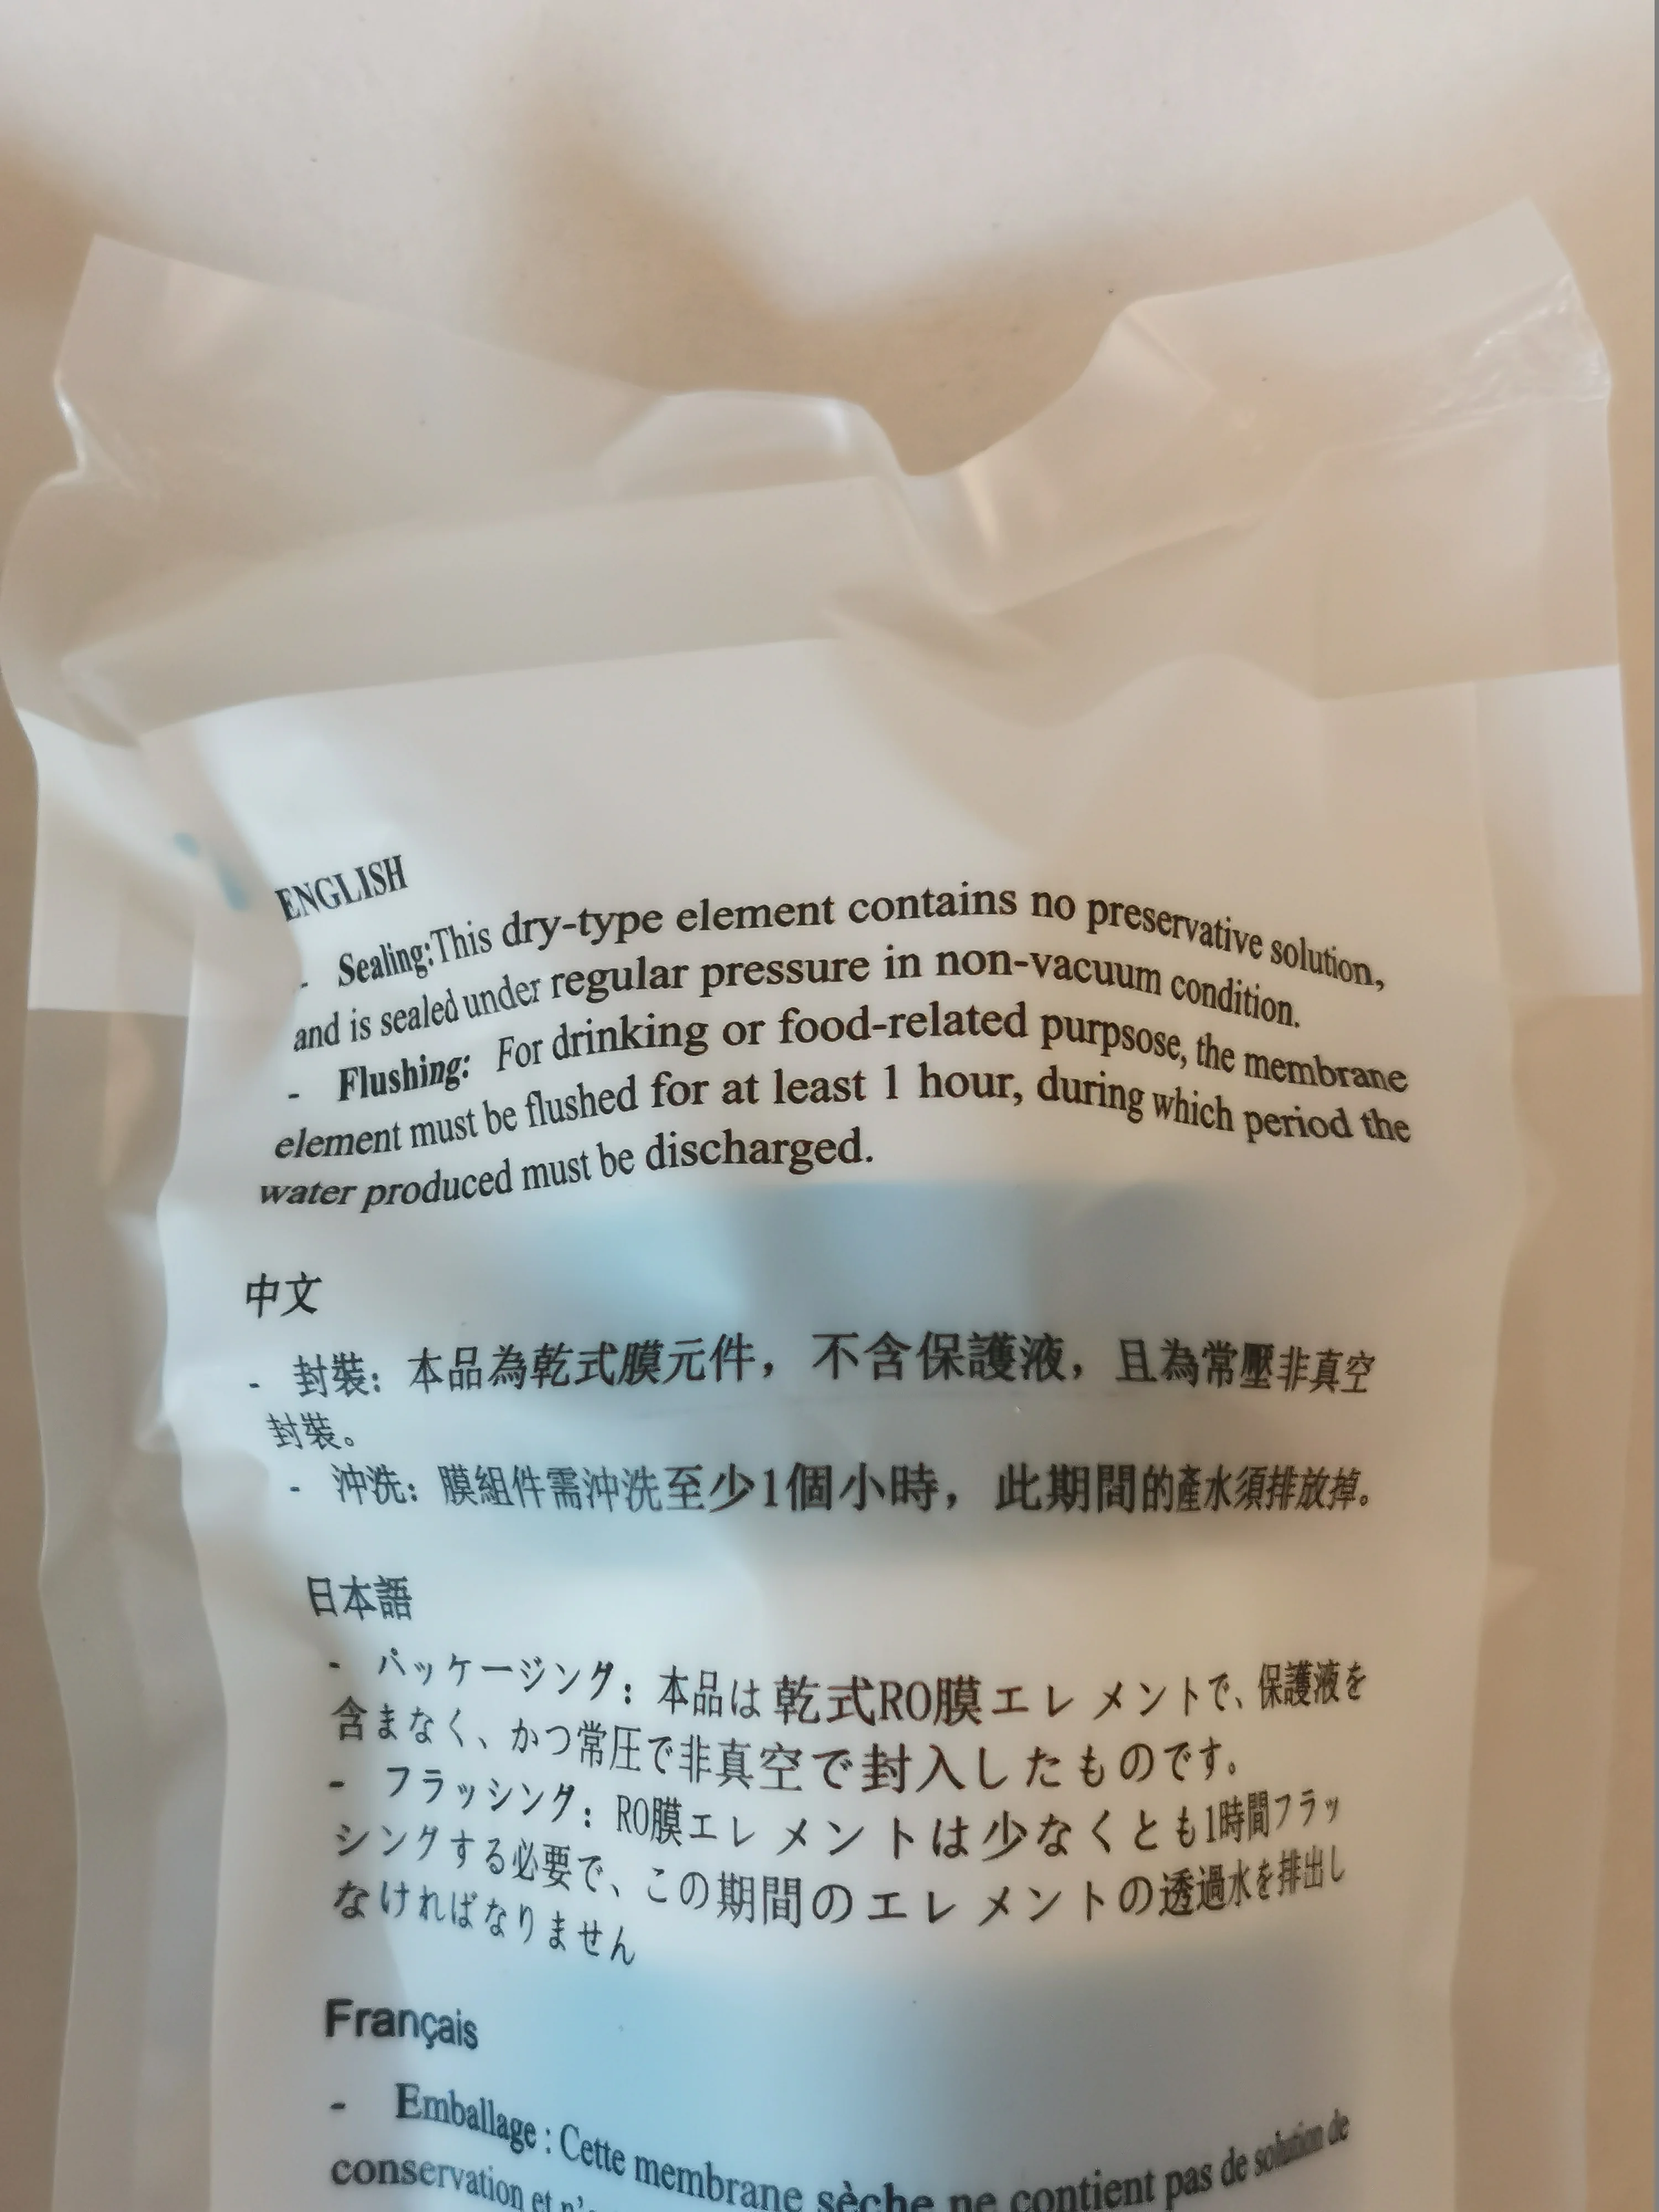 ENGLISH
- Sealing:This dry-type element contains no preservative solution,
and is sealed under regular pressure in non-vacuum condition.
- Flushing: For drinking or food-related purpsose, the membrane
element must be flushed for at least 1 hour, during which period the
water produced must be discharged.
中文
- 封裝：本品為乾式膜元件，不含保護液，且為常壓非真空
封裝。
- 沖洗：膜組件需沖洗至少1個小時，此期間的產水須排放掉。
日本語
- パッケージング：本品は乾式RO膜エレメントで、保護液を
含まなく、かつ常圧で非真空で封入したものです。
- フラッシング：RO膜エレメントは少なくとも1時間フラッ
シングする必要で、この期間のエレメントの透過水を排出し
なければなりません
Français
- Emballage : Cette membrane sèche ne contient pas de solution de
conservation et